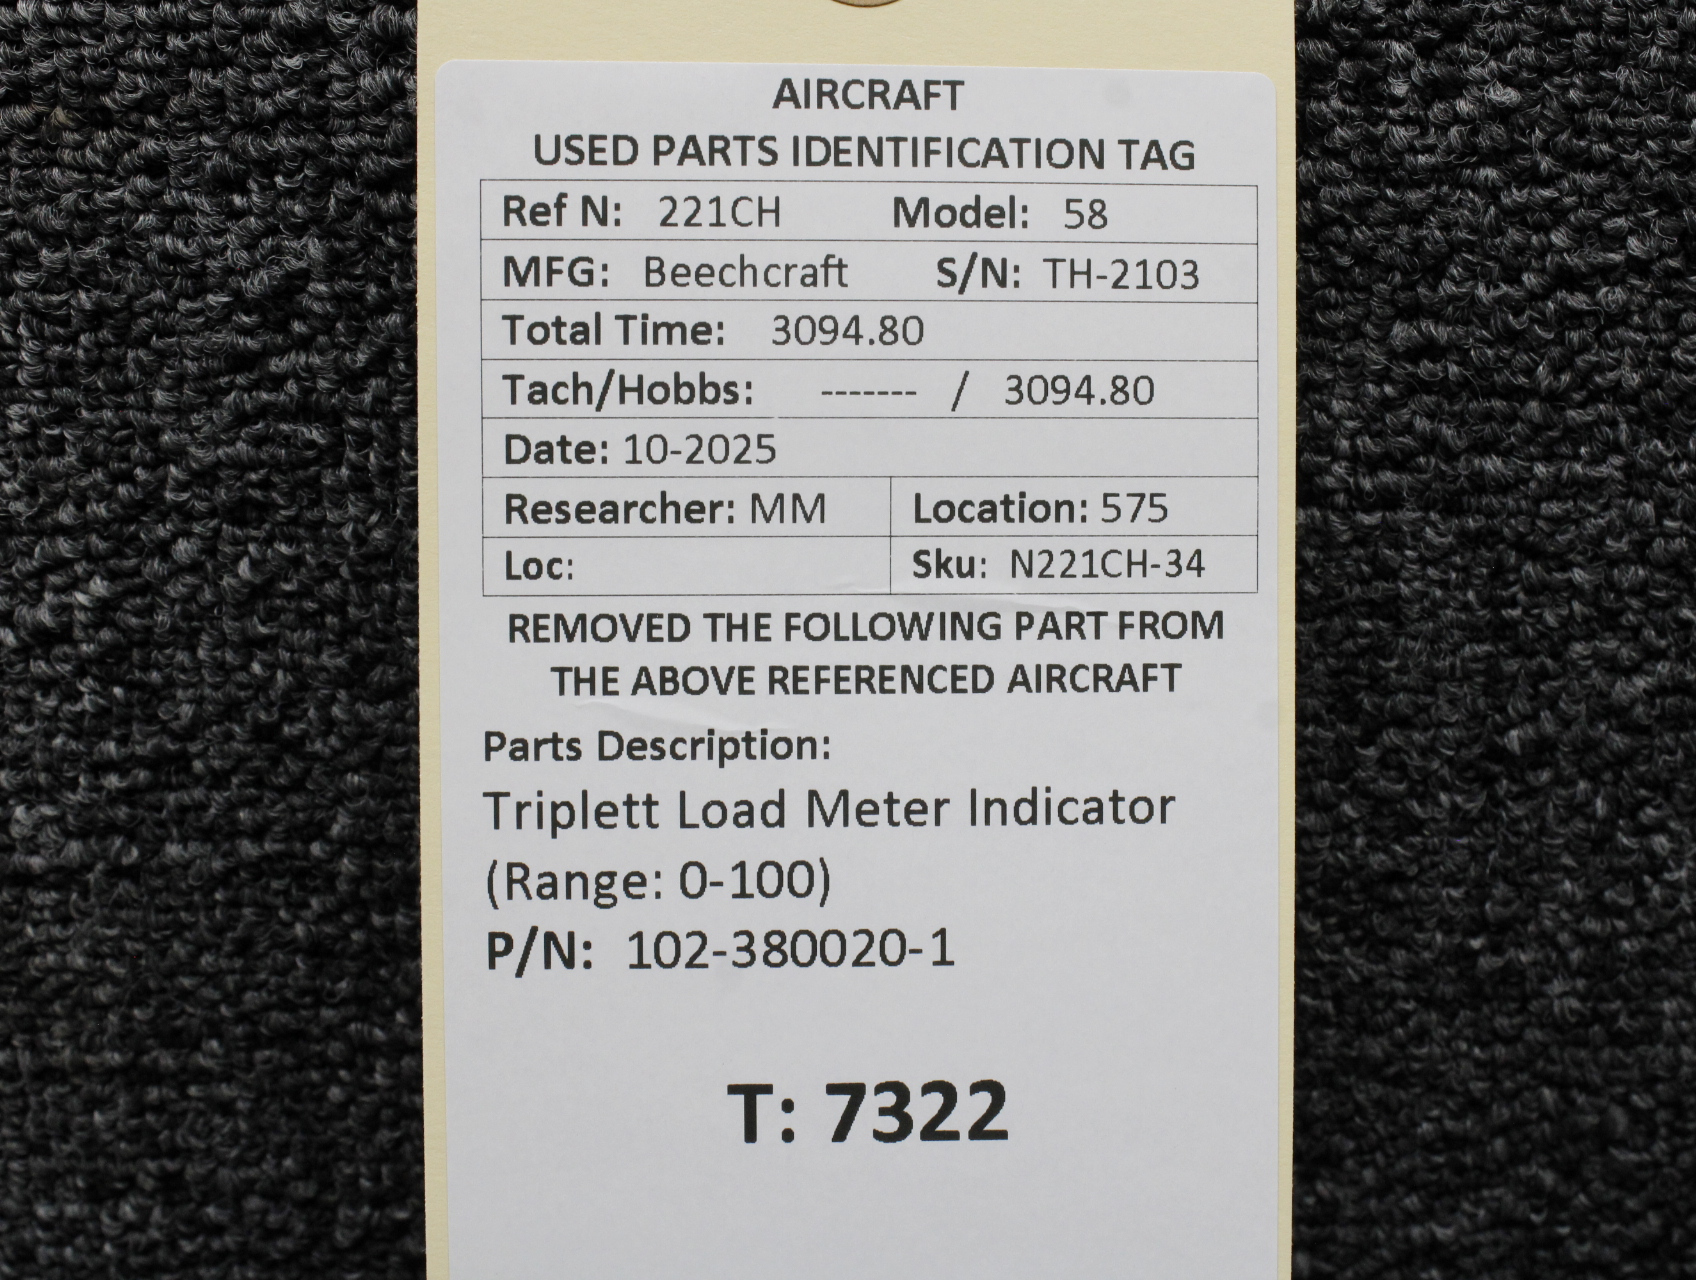 AIRCRAFT
USED PARTS IDENTIFICATION TAG
Ref N: 221CH Model: 58
MFG: Beechcraft S/N: TH-2103
Total Time: 3094.80
Tach/Hobbs: ------- / 3094.80
Date: 10-2025
Researcher: MM Location: 575
Loc: Sku: N221CH-34
REMOVED THE FOLLOWING PART FROM
THE ABOVE REFERENCED AIRCRAFT
Parts Description:
Triplett Load Meter Indicator
(Range: 0-100)
P/N: 102-380020-1
T: 7322